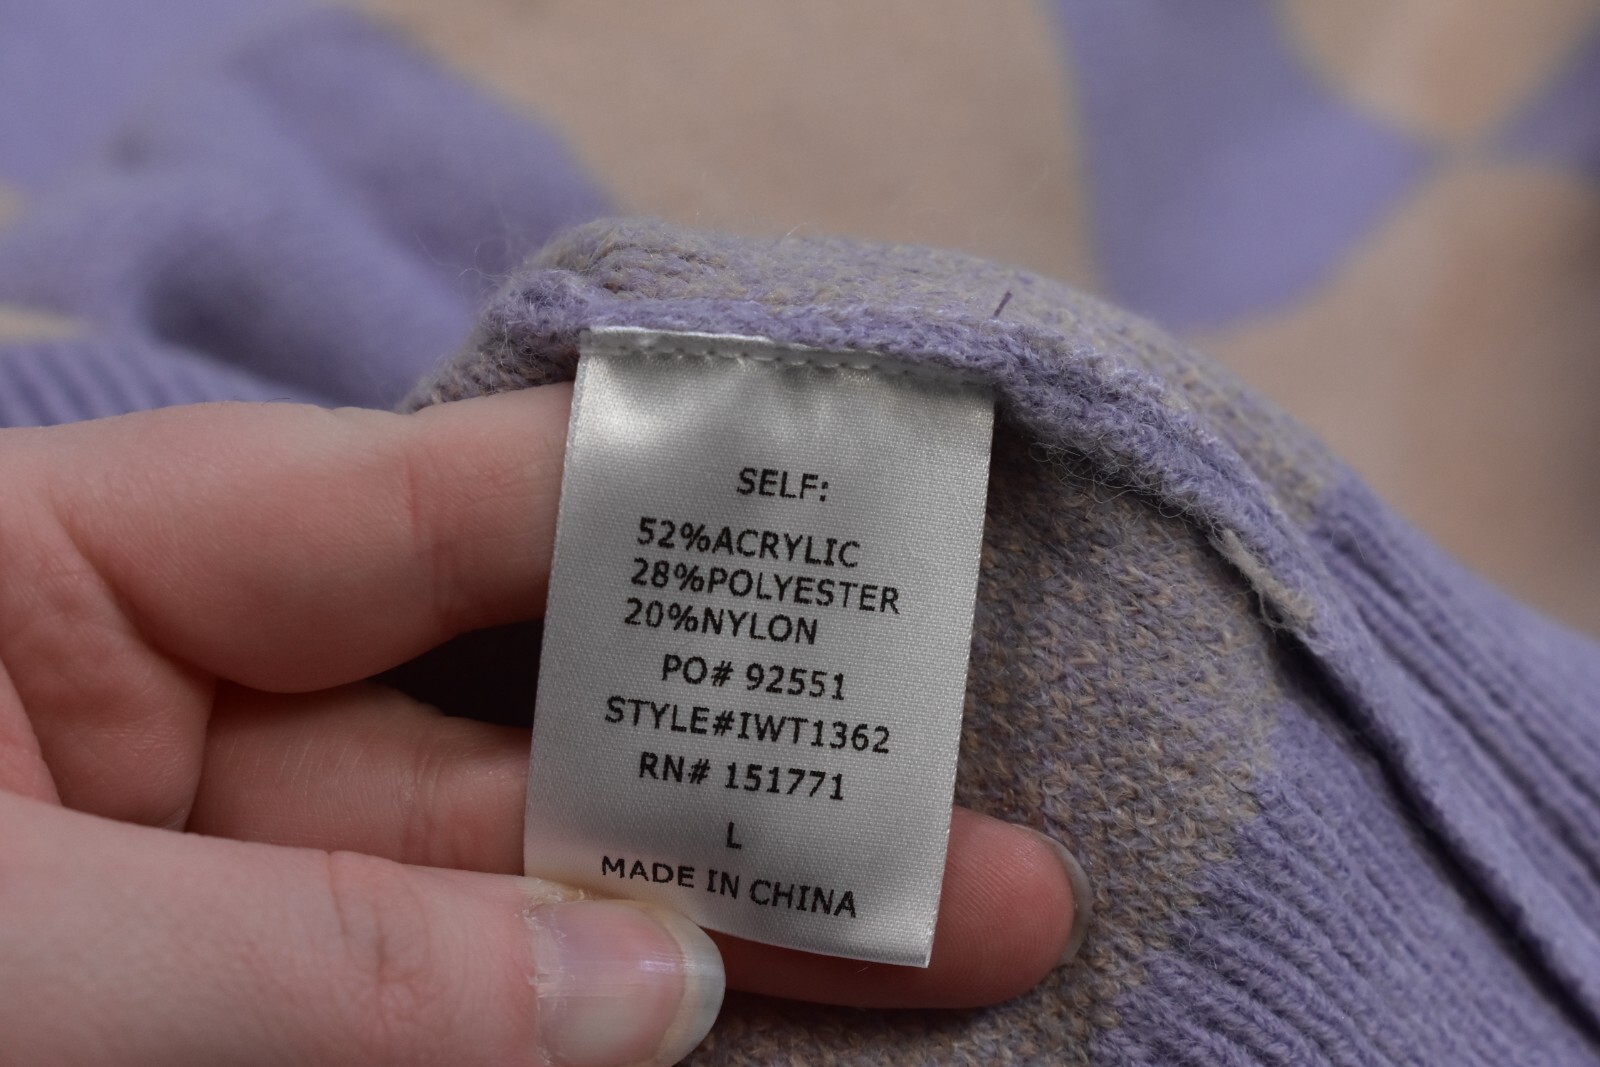 SELF:
52%ACRYLIC
28%POLYESTER
20%NYLON
PO# 92551
STYLE#IWT1362
RN# 151771
L
MADE IN CHINA